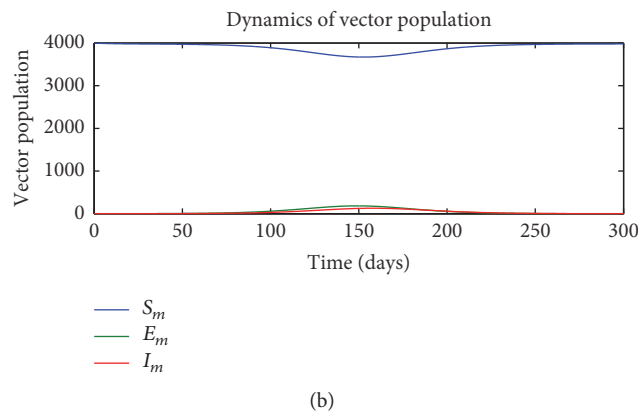 Dynamics of vector population
Vector population
4000
3000
2000
1000
0
0 50 100 150 200 250 300
Time (days)
S_m
E_m
I_m
(b)